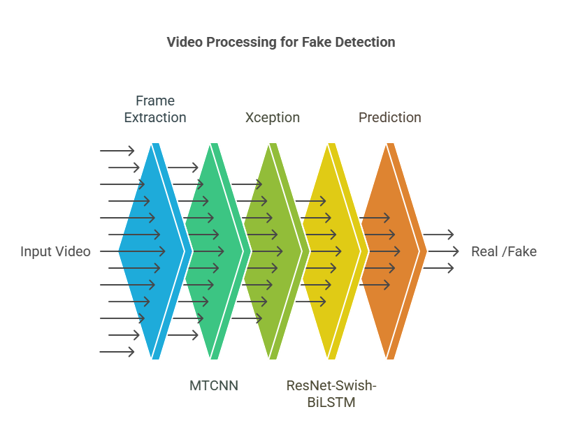 Video Processing for Fake Detection
Frame
Extraction
Xception
Prediction
Input Video
Real /Fake
MTCNN
ResNet-Swish-
BiLSTM